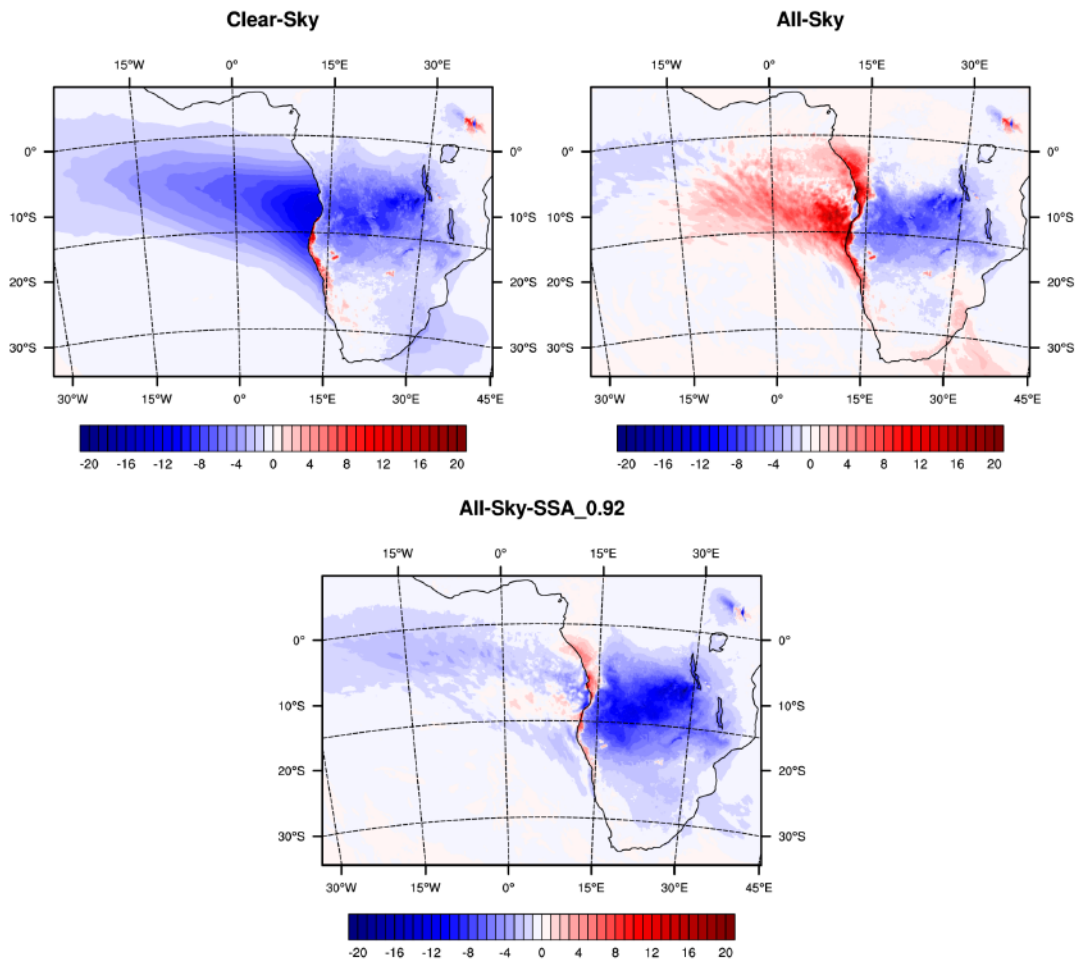 Clear-Sky All-Sky
15°W 0° 15°E 30°E 15°W 0° 15°E 30°E
0° 0° 0° 0°
10°S 10°S 10°S 10°S
20°S 20°S 20°S 20°S
30°S 30°S 30°S 30°S
30°W 15°W 0° 15°E 30°E 45°E 30°W 15°W 0° 15°E 30°E 45°E
-20 -16 -12 -8 -4 0 4 8 12 16 20 -20 -16 -12 -8 -4 0 4 8 12 16 20
All-Sky-SSA_0.92
15°W 0° 15°E 30°E
0° 0°
10°S 10°S
20°S 20°S
30°S 30°S
30°W 15°W 0° 15°E 30°E 45°E
-20 -16 -12 -8 -4 0 4 8 12 16 20